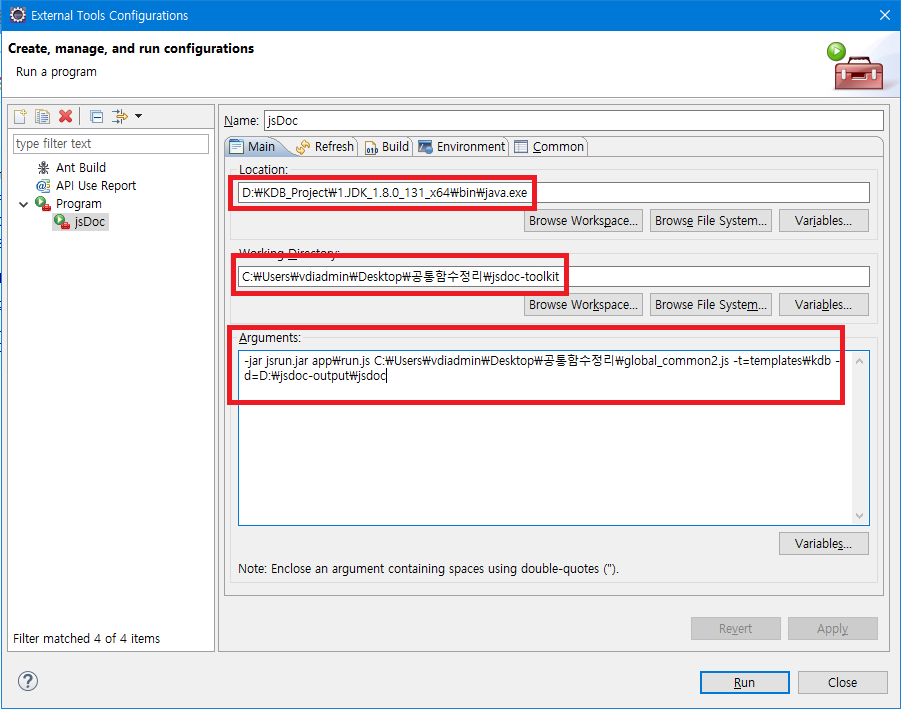 External Tools Configurations
Create, manage, and run configurations
Run a program
type filter text
Ant Build
API Use Report
Program
jsDoc
Filter matched 4 of 4 items
Name: jsDoc
Main Refresh Build Environment Common
Location:
D:₩KDB_Project₩1.JDK_1.8.0_131_x64₩bin₩java.exe
Browse Workspace... Browse File System... Variables...
Working Directory:
C:₩Users₩vdiadmin₩Desktop₩공통함수정리₩jsdoc-toolkit
Browse Workspace... Browse File System... Variables...
Arguments:
-jar jsrun.jar app₩run.js C:₩Users₩vdiadmin₩Desktop₩공통함수정리₩global_common2.js -t=templates₩kdb -
d=D:₩jsdoc-output₩jsdoc
Variables...
Note: Enclose an argument containing spaces using double-quotes (").
Revert Apply
Run Close